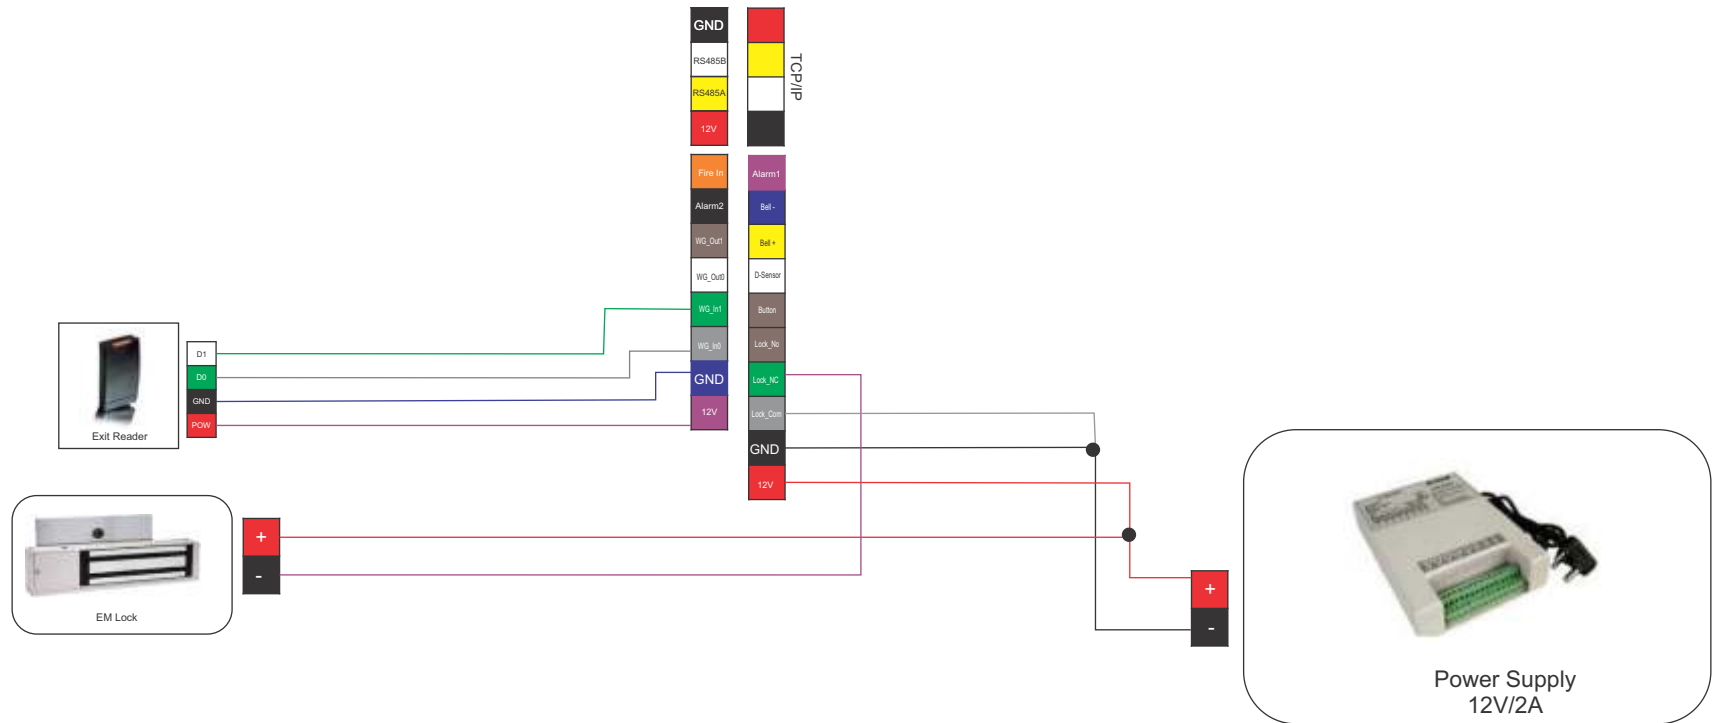 GND
RS485B
RS485A
12V
TCP/IP
Fire In
Alarm2
WG_Out1
WG_Out0
WG_In1
WG_In0
GND
12V
Alarm1
Bell -
Bell +
D-Sensor
Button
Lock_No
Lock_NC
Lock_Com
GND
12V
D1
D0
GND
POW
Exit Reader
+
-
EM Lock
+
-
Power Supply
12V/2A